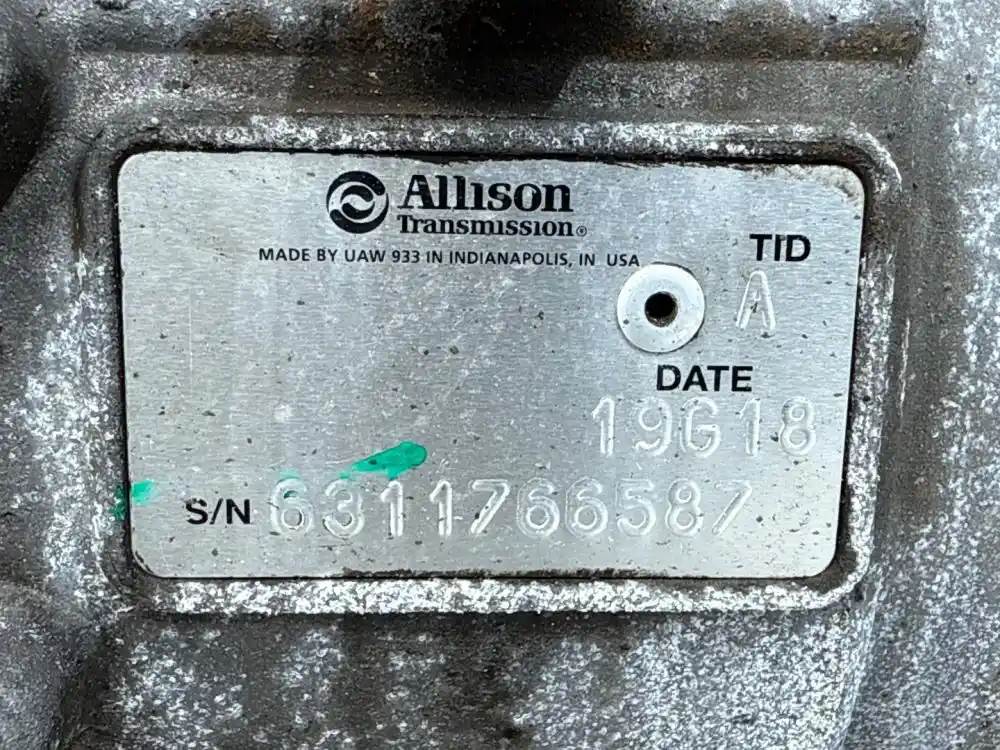 Allison
Transmission®
MADE BY UAW 933 IN INDIANAPOLIS, IN USA
TID
A
DATE
19G18
S/N 6311766587